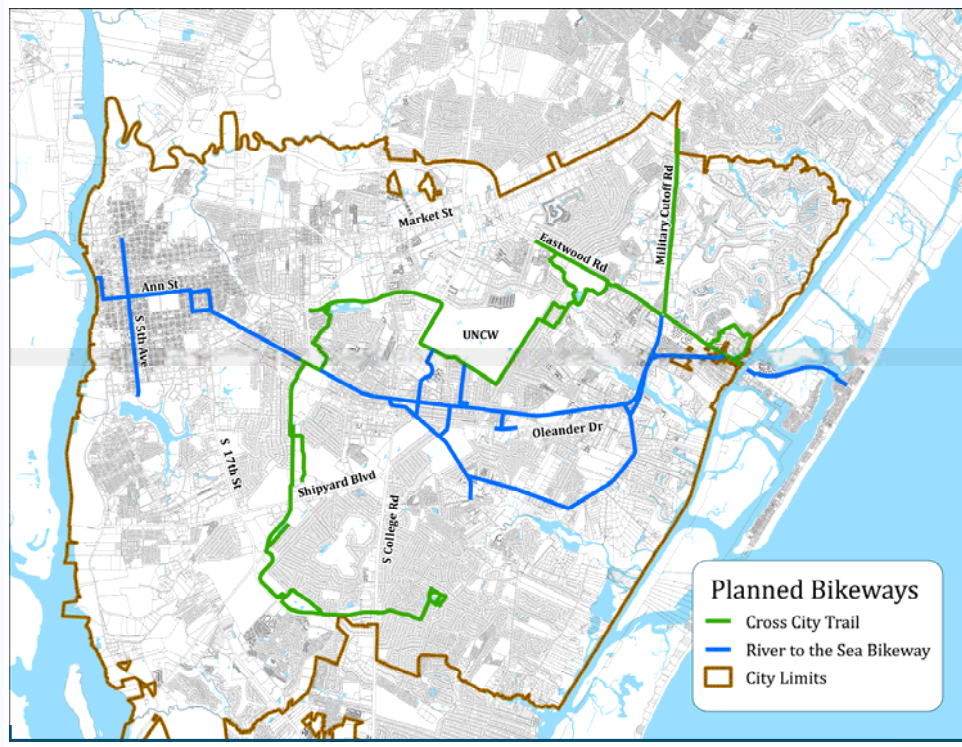 Market St
Military Cutoff Rd
Eastwood Rd
Ann St
S 5th Ave
UNCW
Oleander Dr
S 17th St
Shipyard Blvd
S College Rd
Planned Bikeways
Cross City Trail
River to the Sea Bikeway
City Limits